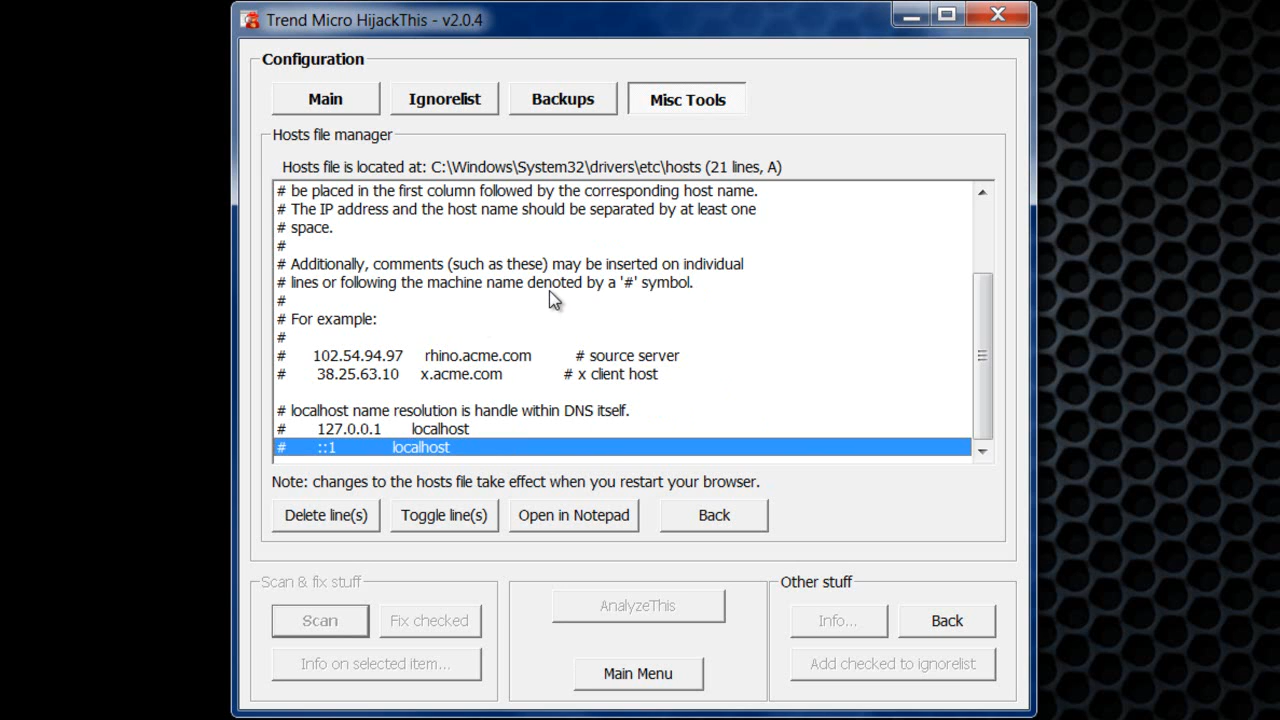 Trend Micro HijackThis - v2.0.4
Configuration
Main Ignorelist Backups Misc Tools
Hosts file manager
Hosts file is located at: C:\Windows\System32\drivers\etc\hosts (21 lines, A)
# be placed in the first column followed by the corresponding host name.
# The IP address and the host name should be separated by at least one
# space.
#
# Additionally, comments (such as these) may be inserted on individual
# lines or following the machine name denoted by a '#' symbol.
#
# For example:
#
# 102.54.94.97 rhino.acme.com # source server
# 38.25.63.10 x.acme.com # x client host
# localhost name resolution is handle within DNS itself.
# 127.0.0.1 localhost
# ::1 localhost
Note: changes to the hosts file take effect when you restart your browser.
Delete line(s) Toggle line(s) Open in Notepad Back
Scan & fix stuff
Scan Fix checked
Info on selected item...
AnalyzeThis
Main Menu
Other stuff
Info... Back
Add checked to ignorelist